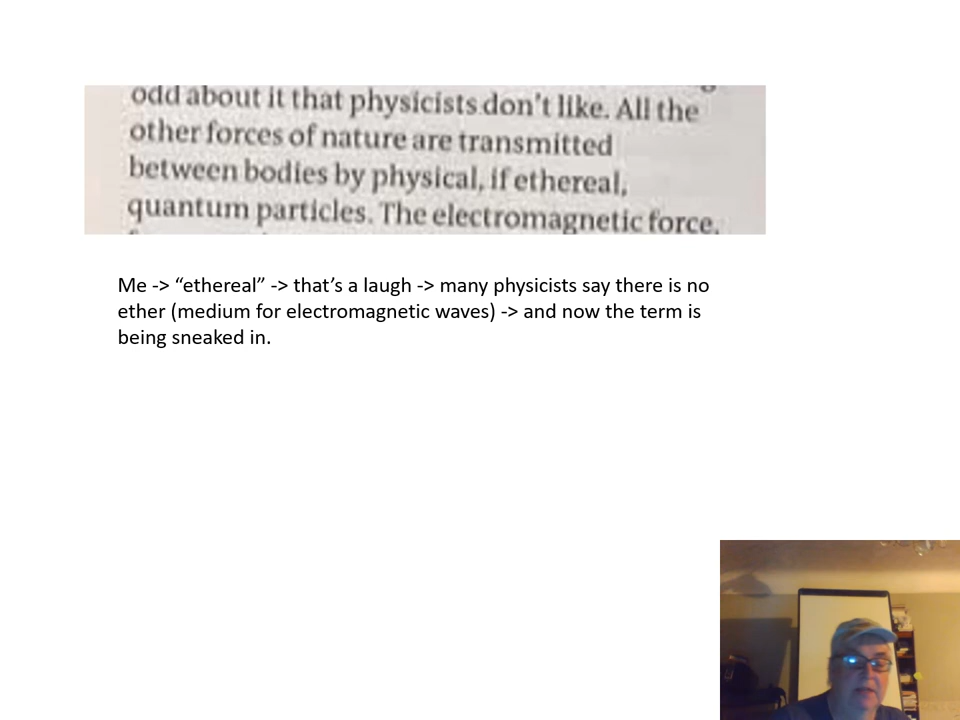 odd about it that physicists don't like. All the
other forces of nature are transmitted
between bodies by physical, if ethereal,
quantum particles. The electromagnetic force,
Me -> “ethereal” -> that’s a laugh -> many physicists say there is no
ether (medium for electromagnetic waves) -> and now the term is
being sneaked in.